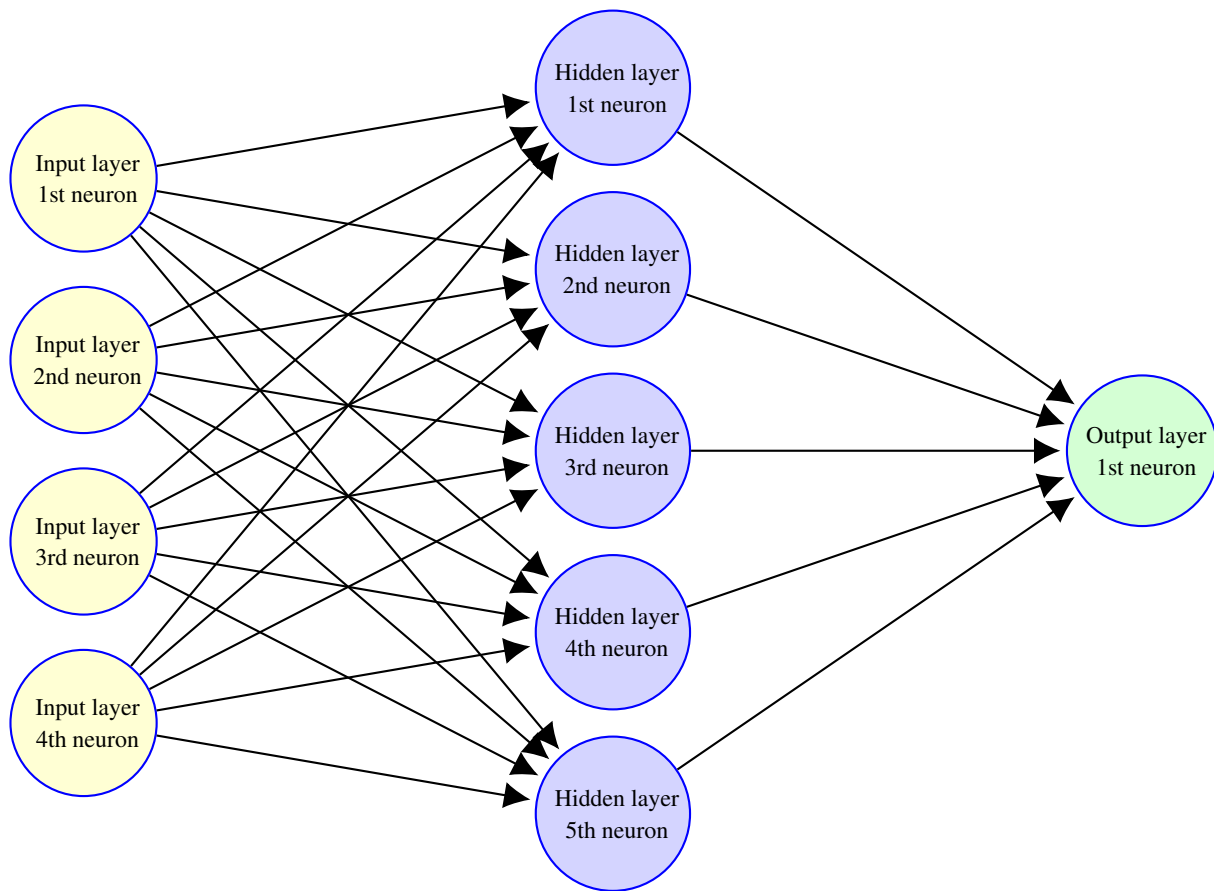 Input layer
1st neuron
Input layer
2nd neuron
Input layer
3rd neuron
Input layer
4th neuron
Hidden layer
1st neuron
Hidden layer
2nd neuron
Hidden layer
3rd neuron
Hidden layer
4th neuron
Hidden layer
5th neuron
Output layer
1st neuron